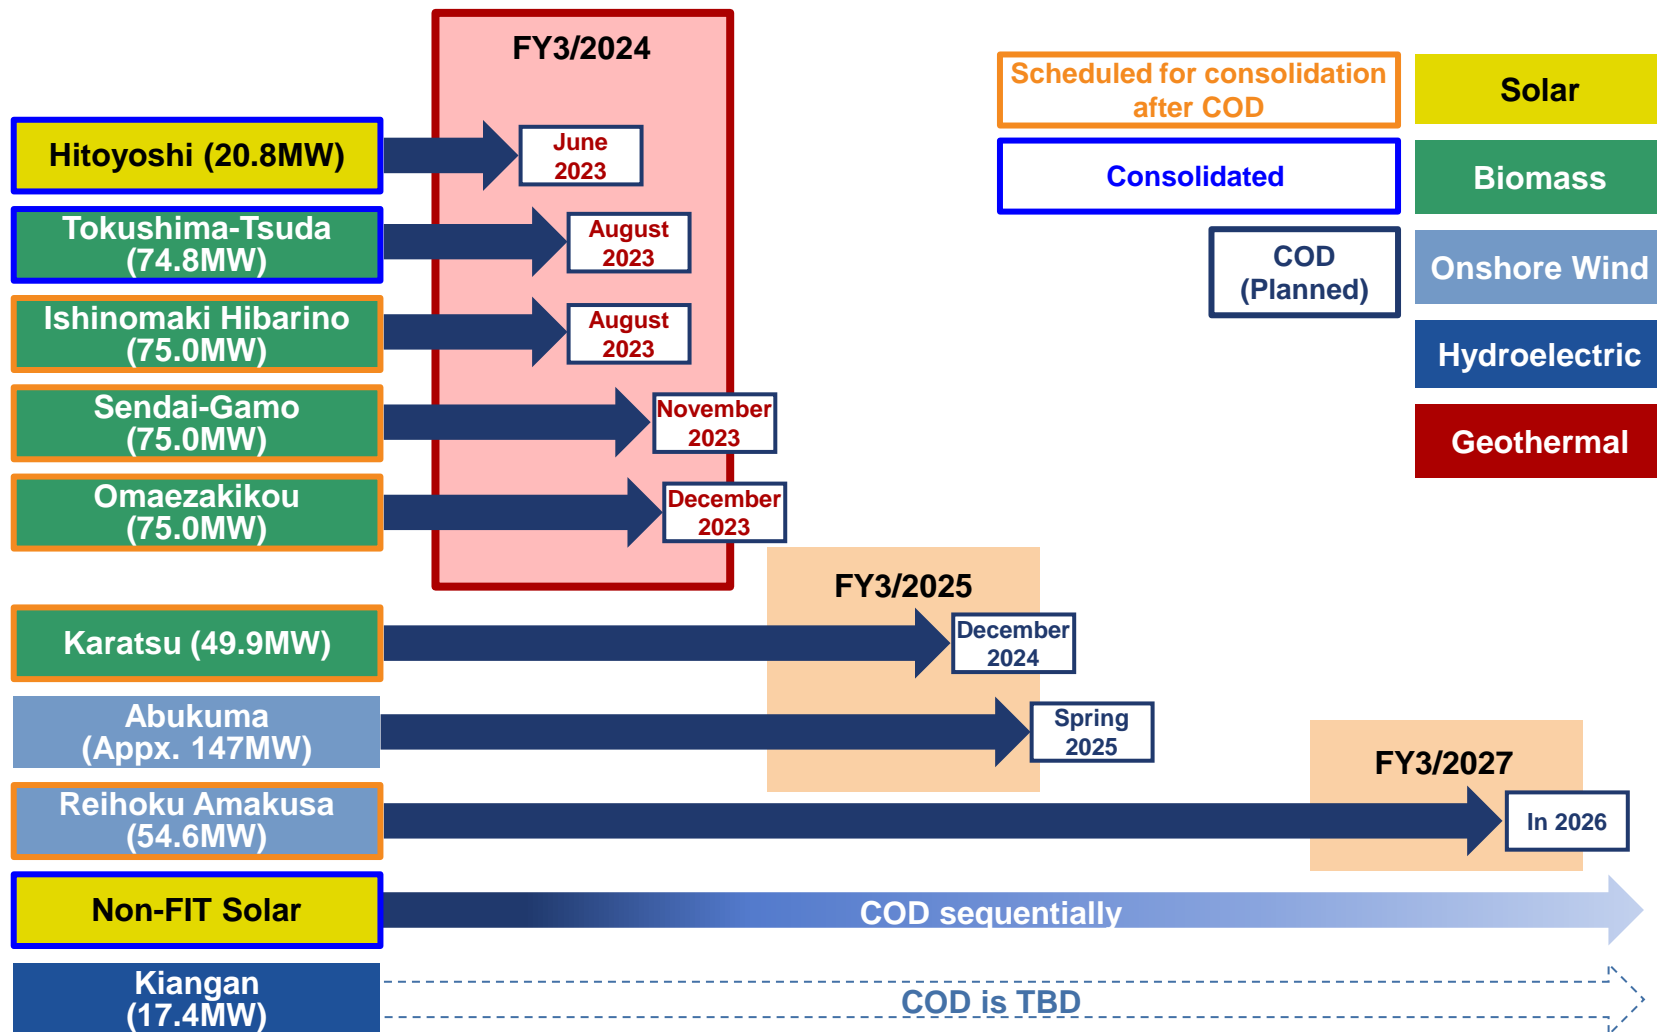 FY3/2024
Scheduled for consolidation
after COD
Solar
Hitoyoshi (20.8MW)
June
2023
Consolidated
Biomass
Tokushima-Tsuda
(74.8MW)
August
2023
COD
(Planned)
Onshore Wind
Ishinomaki Hibarino
(75.0MW)
August
2023
Hydroelectric
Sendai-Gamo
(75.0MW)
November
2023
Geothermal
Omaezakikou
(75.0MW)
December
2023
FY3/2025
Karatsu (49.9MW)
December
2024
Abukuma
(Appx. 147MW)
Spring
2025
FY3/2027
Reihoku Amakusa
(54.6MW)
In 2026
Non-FIT Solar
COD sequentially
Kiangan
(17.4MW)
COD is TBD